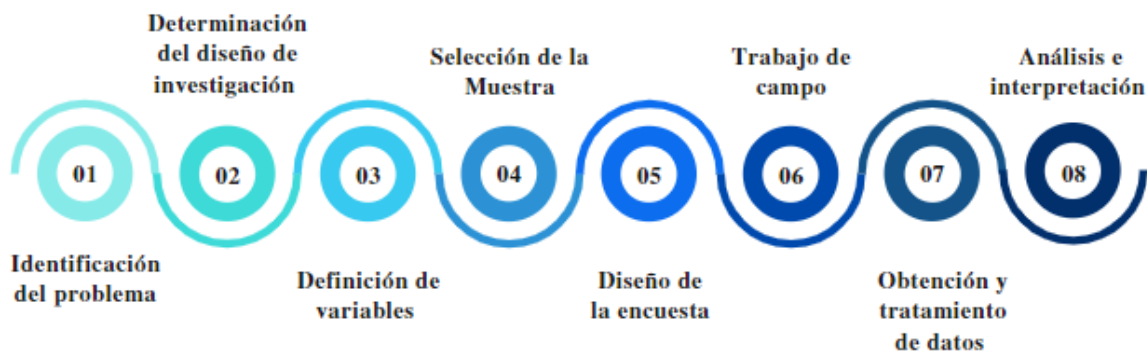 01
Identificación
del problema
Determinación
del diseño de
investigación
02
03
Definición de
variables
Selección de la
Muestra
04
05
Diseño de
la encuesta
Trabajo de
campo
06
07
Obtención y
tratamiento
de datos
Análisis e
interpretación
08